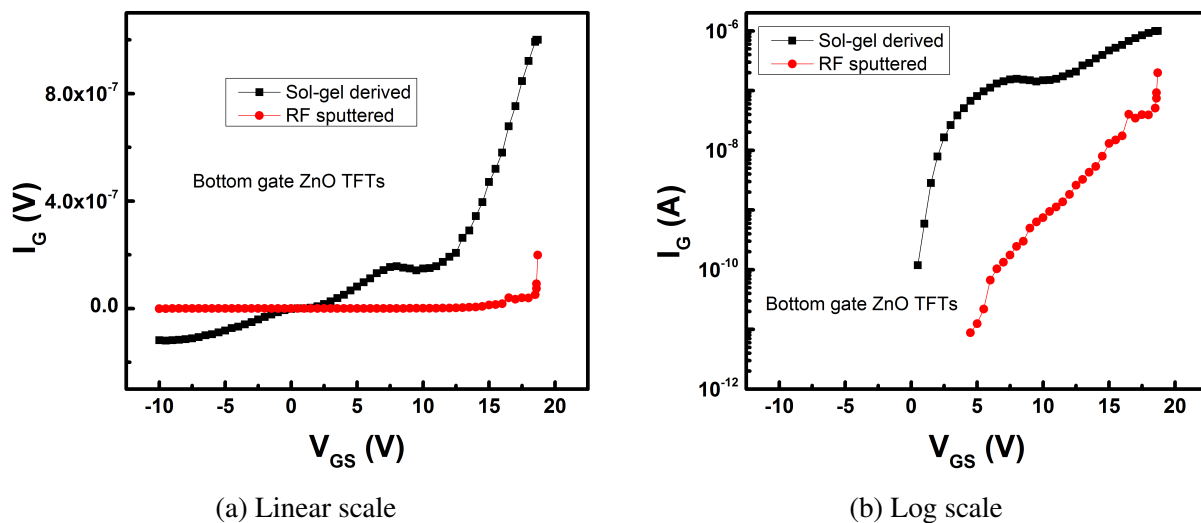 8.0x10⁻⁷
4.0x10⁻⁷
0.0
I_G (V)
Sol-gel derived
RF sputtered
Bottom gate ZnO TFTs
-10 -5 0 5 10 15 20
V_GS (V)
(a) Linear scale
10⁻⁶
10⁻⁸
10⁻¹⁰
10⁻¹²
I_G (A)
Sol-gel derived
RF sputtered
Bottom gate ZnO TFTs
-10 -5 0 5 10 15 20
V_GS (V)
(b) Log scale